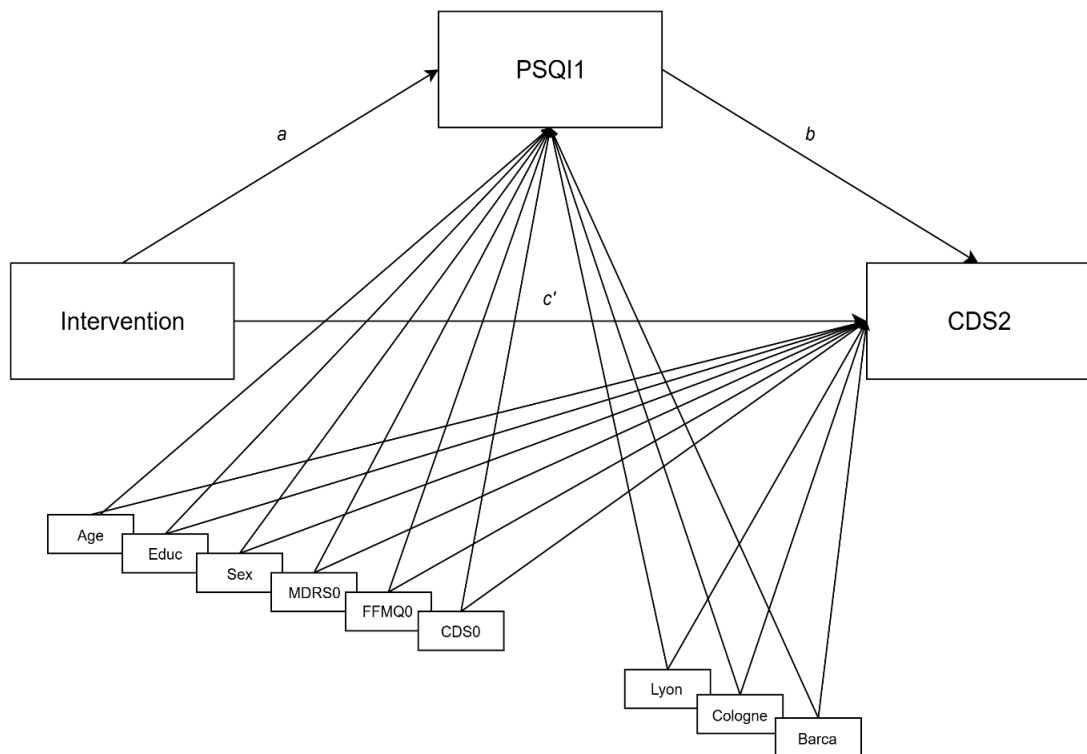 PSQI1
a
b
Intervention
c'
CDS2
Age
Educ
Sex
MDRS0
FFMQ0
CDS0
Lyon
Cologne
Barca